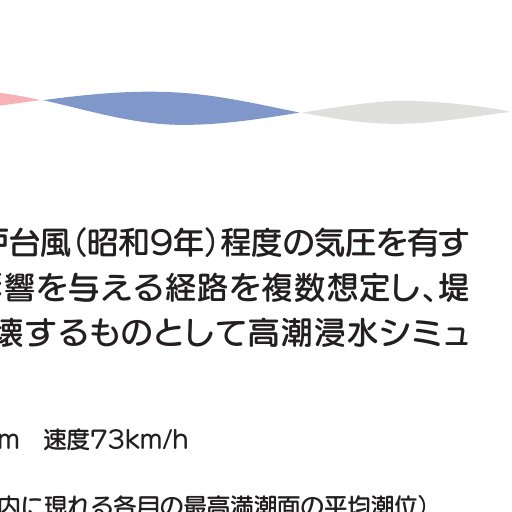 戸台風（昭和9年）程度の気圧を有す
響を与える経路を複数想定し、堤
壊するものとして高潮浸水シミュ
m　速度73km/h
内に現れる各月の最高満潮面の平均潮位）